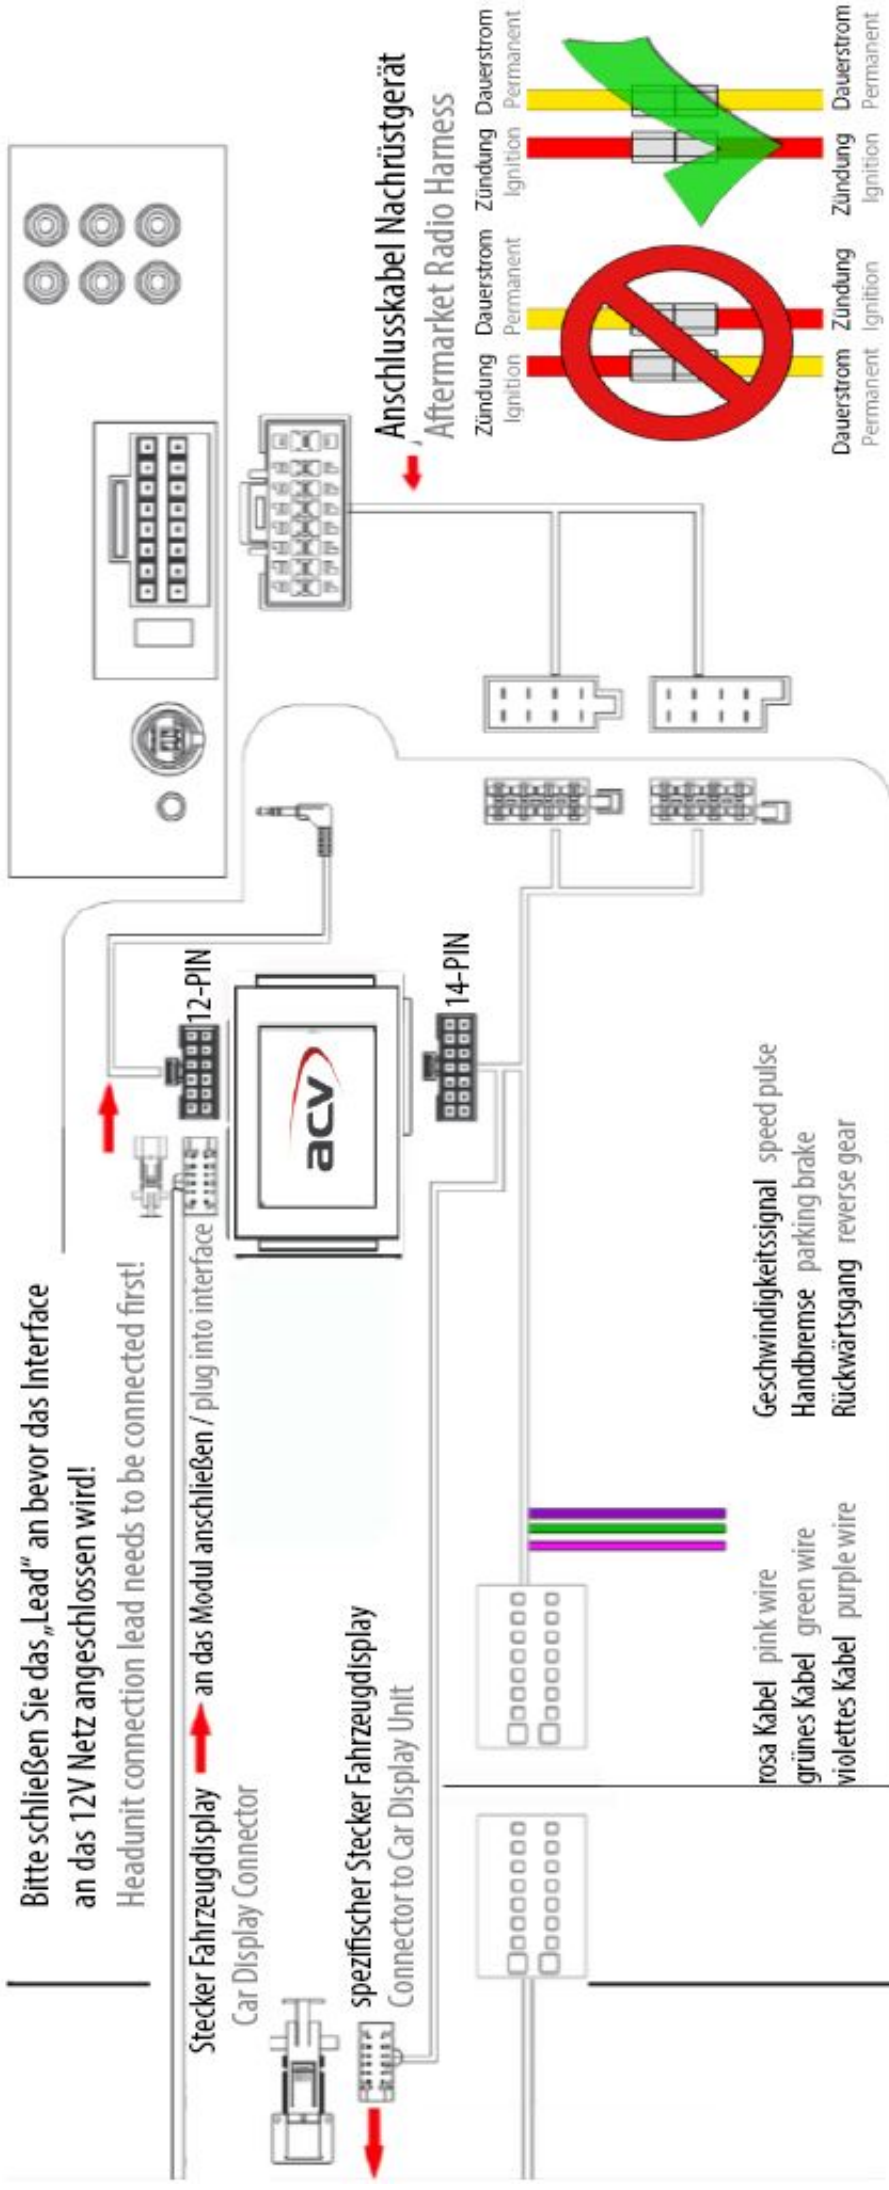 Bitte schließen Sie das „Lead" an bevor das Interface
an das 12V Netz angeschlossen wird!
Headunit connection lead needs to be connected first!
Stecker Fahrzeugdisplay
Car DIsplay Connector
an das Modul anschließen / plug into interface
12-PIN
acv
14-PIN
spezifischer Stecker Fahrzeugdisplay
Connector to Car Display Unit
Anschlusskabel Nachrüstgerät
Aftermarket Radio Harness
Zündung Dauerstrom Zündung Dauerstrom
Ignition Permanent Ignition Permanent
Dauerstrom Zündung Zündung Dauerstrom
Permanent Ignition Ignition Permanent
rosa Kabel pink wire Geschwindigkeitssignal speed pulse
grünes Kabel green wire Handbremse parking brake
violettes Kabel purple wire Rückwärtsgang reverse gear